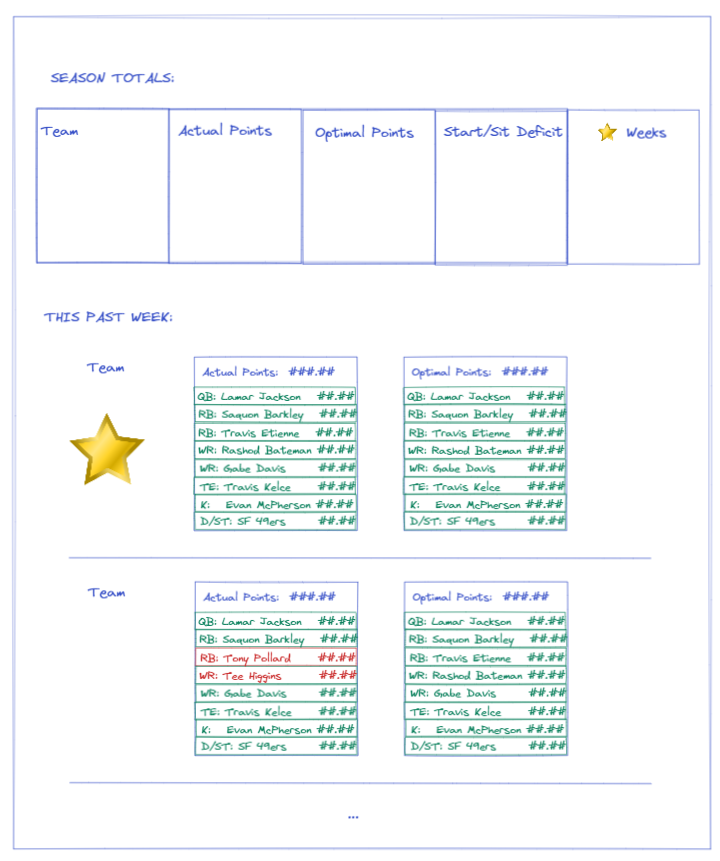 SEASON TOTALS:
Team Actual Points Optimal Points Start/Sit Deficit Weeks
THIS PAST WEEK:
Team
Actual Points: ###.##
QB: Lamar Jackson ##.##
RB: Saquon Barkley ##.##
RB: Travis Etienne ##.##
WR: Rashod Bateman ##.##
WR: Gabe Davis ##.##
TE: Travis Kelce ##.##
K: Evan McPherson ##.##
D/ST: SF 49ers ##.##
Optimal Points: ###.##
QB: Lamar Jackson ##.##
RB: Saquon Barkley ##.##
RB: Travis Etienne ##.##
WR: Rashod Bateman ##.##
WR: Gabe Davis ##.##
TE: Travis Kelce ##.##
K: Evan McPherson ##.##
D/ST: SF 49ers ##.##
Team
Actual Points: ###.##
QB: Lamar Jackson ##.##
RB: Saquon Barkley ##.##
RB: Tony Pollard ##.##
WR: Tee Higgins ##.##
WR: Gabe Davis ##.##
TE: Travis Kelce ##.##
K: Evan McPherson ##.##
D/ST: SF 49ers ##.##
Optimal Points: ###.##
QB: Lamar Jackson ##.##
RB: Saquon Barkley ##.##
RB: Travis Etienne ##.##
WR: Rashod Bateman ##.##
WR: Gabe Davis ##.##
TE: Travis Kelce ##.##
K: Evan McPherson ##.##
D/ST: SF 49ers ##.##
...